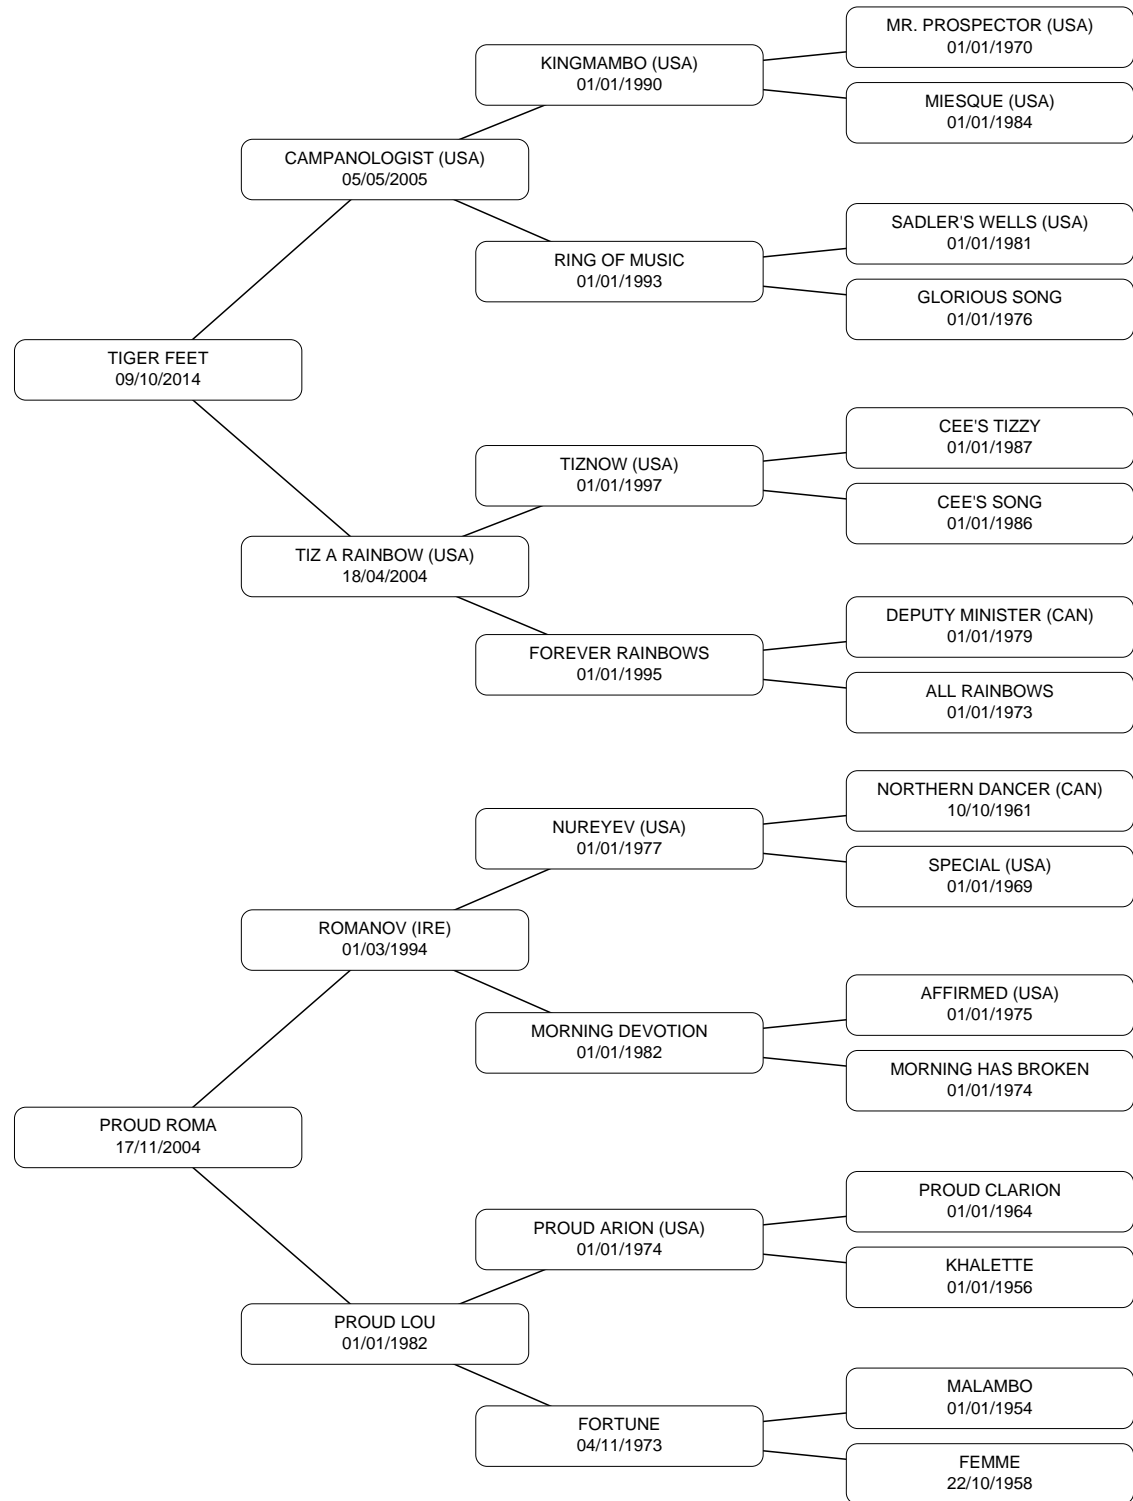 MR. PROSPECTOR (USA)
01/01/1970
KINGMAMBO (USA)
01/01/1990
MIESQUE (USA)
01/01/1984
CAMPANOLOGIST (USA)
05/05/2005
SADLER'S WELLS (USA)
01/01/1981
RING OF MUSIC
01/01/1993
GLORIOUS SONG
01/01/1976
TIGER FEET
09/10/2014
CEE'S TIZZY
01/01/1987
TIZNOW (USA)
01/01/1997
CEE'S SONG
01/01/1986
TIZ A RAINBOW (USA)
18/04/2004
DEPUTY MINISTER (CAN)
01/01/1979
FOREVER RAINBOWS
01/01/1995
ALL RAINBOWS
01/01/1973
NORTHERN DANCER (CAN)
10/10/1961
NUREYEV (USA)
01/01/1977
SPECIAL (USA)
01/01/1969
ROMANOV (IRE)
01/03/1994
AFFIRMED (USA)
01/01/1975
MORNING DEVOTION
01/01/1982
MORNING HAS BROKEN
01/01/1974
PROUD ROMA
17/11/2004
PROUD CLARION
01/01/1964
PROUD ARION (USA)
01/01/1974
KHALETTE
01/01/1956
PROUD LOU
01/01/1982
MALAMBO
01/01/1954
FORTUNE
04/11/1973
FEMME
22/10/1958